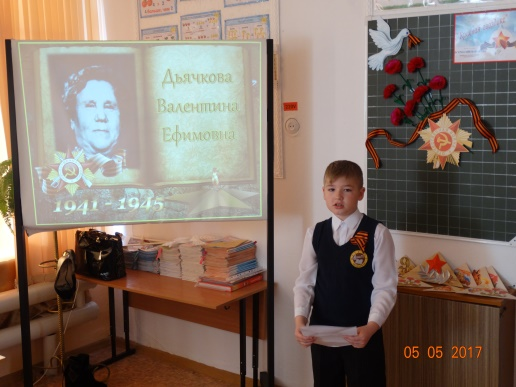 Дьячкова
Валентина
Ефимовна
1941 - 1945
05 05 2017